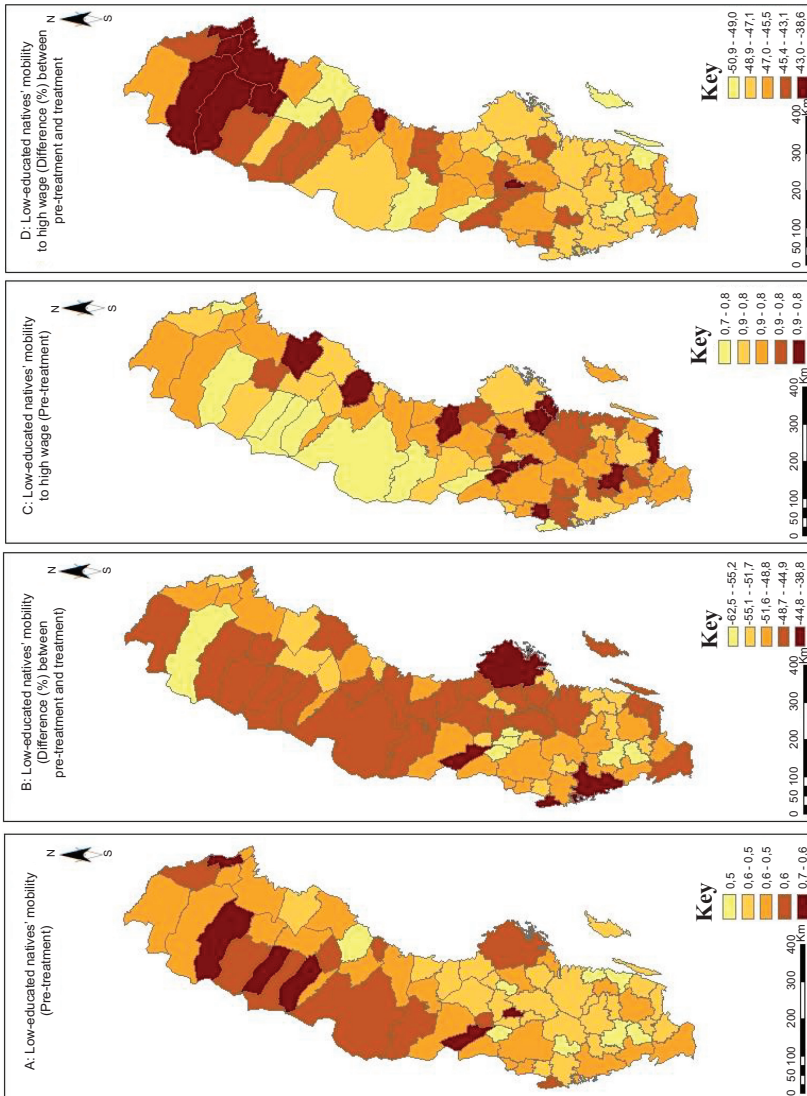 A: Low-educated natives' mobility
(Pre-treatment)
N
S
Key
0,5
0,6 - 0,5
0,6 - 0,5
0,6
0,7 - 0,6
Km
0 50 100 200 300 400
B: Low-educated natives' mobility
(Difference (%) between
pre-treatment and treatment)
N
S
Key
-62,5 - -55,2
-55,1 - -51,7
-51,6 - -48,8
-48,7 - -44,9
-44,8 - -38,8
Km
0 50 100 200 300 400
C: Low-educated natives' mobility
to high wage (Pre-treatment)
N
S
Key
0,7 - 0,8
0,9 - 0,8
0,9 - 0,8
0,9 - 0,8
0,9 - 0,8
Km
0 50 100 200 300 400
D: Low-educated natives' mobility
to high wage (Difference (%) between
pre-treatment and treatment
N
S
Key
-50,9 - -49,0
-48,9 - -47,1
-47,0 - -45,5
-45,4 - -43,1
-43,0 - -38,6
Km
0 50 100 200 300 400